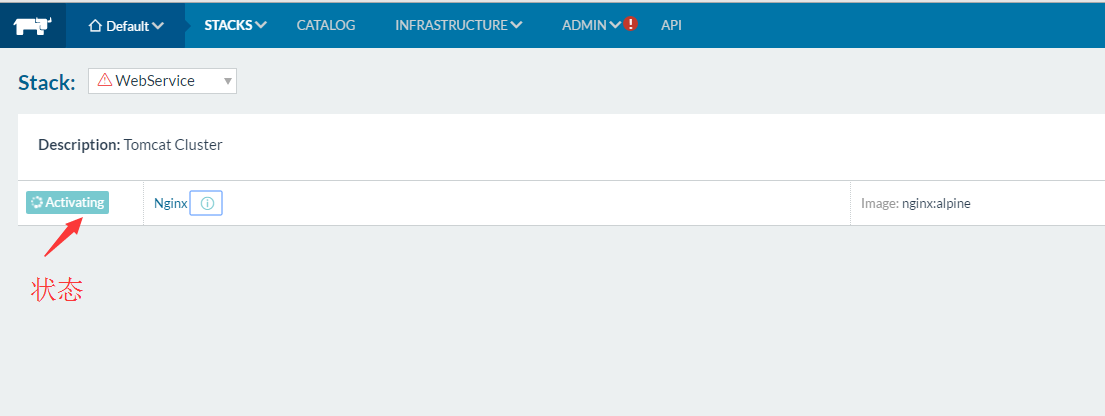 Default STACKS CATALOG INFRASTRUCTURE ADMIN ! API
Stack: WebService
Description: Tomcat Cluster
Activating Nginx Image: nginx:alpine
状态